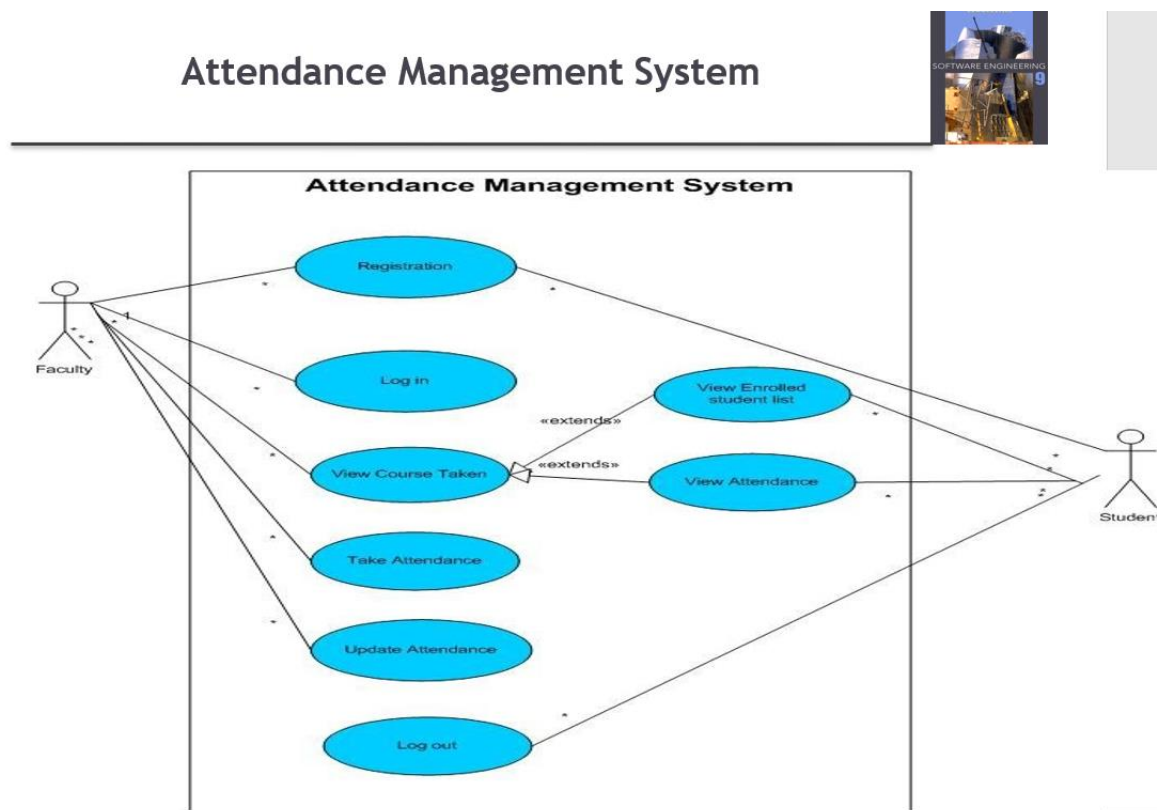 Attendance Management System
SOFTWARE ENGINEERING
9
Attendance Management System
Registration
*
*
Faculty
* * *
*
1
Log in
*
View Enrolled
student list
*
«extends»
*
*
View Course Taken
«extends»
View Attendance
*
*
*
Student
*
Take Attendance
*
Update Attendance
*
Log out